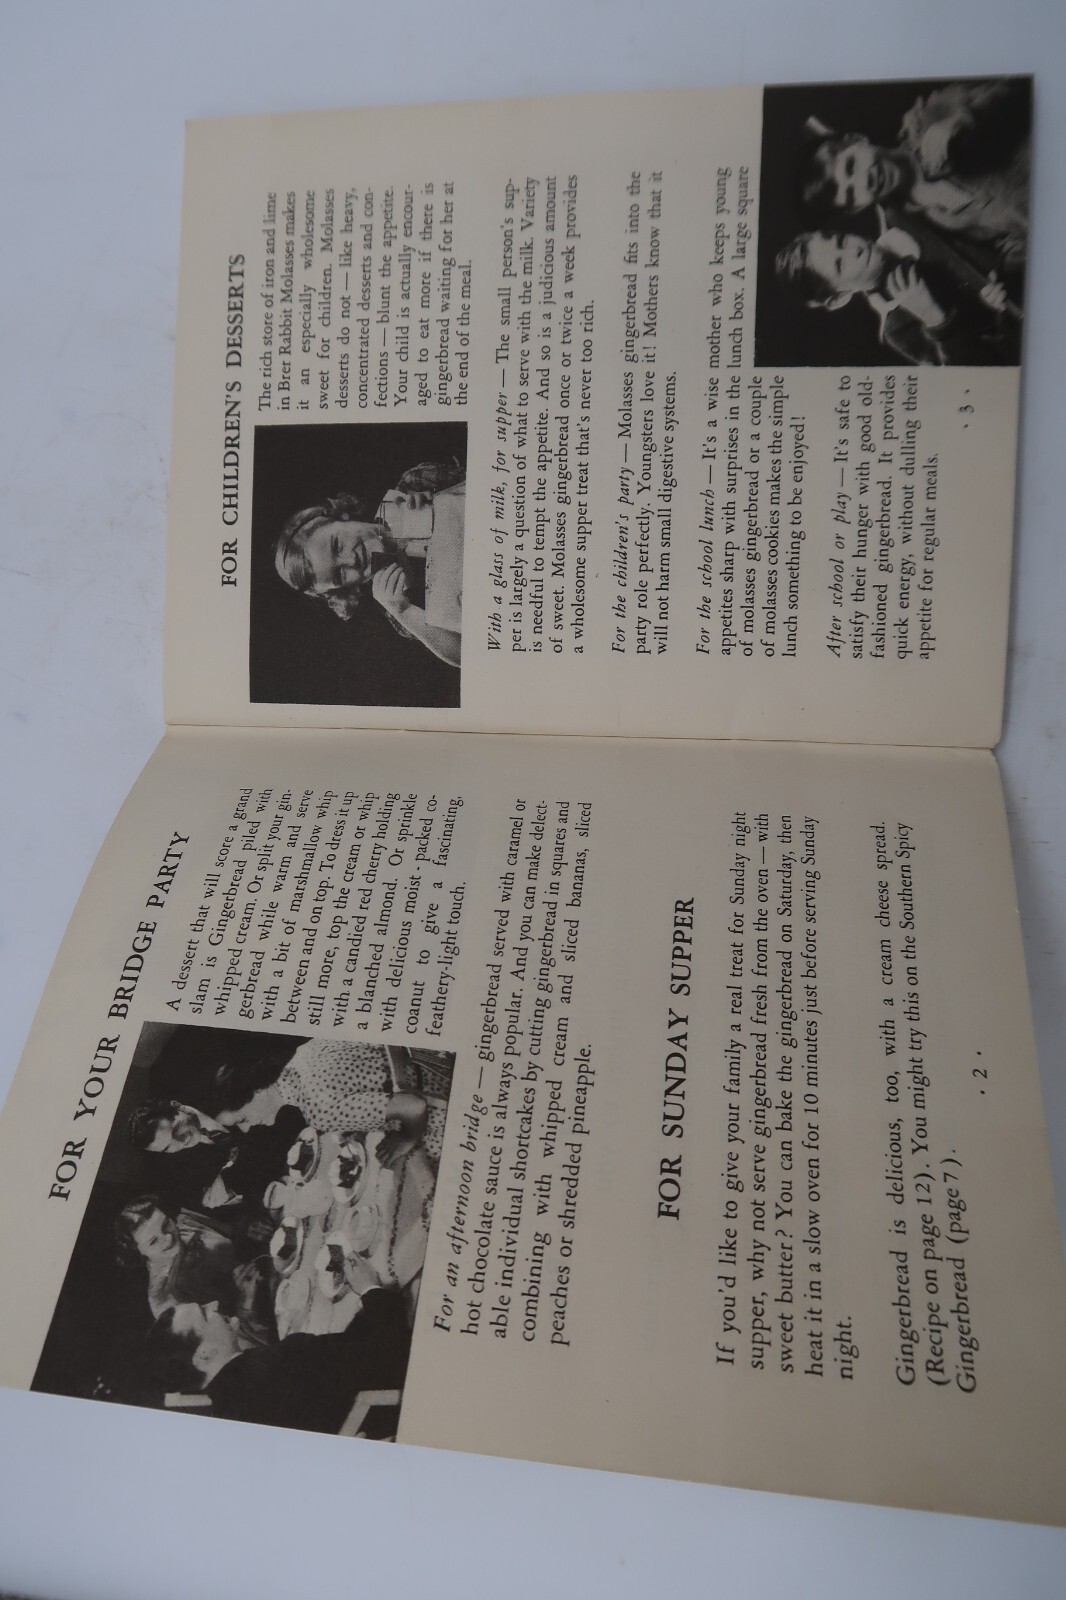 FOR YOUR BRIDGE PARTY
A dessert that will score a grand
slam is Gingerbread piled with
whipped cream. Or split your gin-
gerbread while warm and serve
with a bit of marshmallow whip
between and on top. To dress it up
still more, top the cream or whip
with a candied red cherry holding
a blanched almond. Or sprinkle
with delicious moist-packed co-
coanut to give a fascinating,
feathery-light touch.
For an afternoon bridge — gingerbread served with caramel or
hot chocolate sauce is always popular. And you can make delect-
able individual shortcakes by cutting gingerbread in squares and
combining with whipped cream and sliced bananas, sliced
peaches or shredded pineapple.
FOR SUNDAY SUPPER
If you'd like to give your family a real treat for Sunday night
supper, why not serve gingerbread fresh from the oven — with
sweet butter? You can bake the gingerbread on Saturday, then
heat it in a slow oven for 10 minutes just before serving Sunday
night.
Gingerbread is delicious, too, with a cream cheese spread.
(Recipe on page 12). You might try this on the Southern Spicy
Gingerbread (page 7).
· 2 ·
FOR CHILDREN'S DESSERTS
The rich store of iron and lime
in Brer Rabbit Molasses makes
it an especially wholesome
sweet for children. Molasses
desserts do not — like heavy,
concentrated desserts and con-
fections — blunt the appetite.
Your child is actually encour-
aged to eat more if there is
gingerbread waiting for her at
the end of the meal.
With a glass of milk, for supper — The small person's sup-
per is largely a question of what to serve with the milk. Variety
is needful to tempt the appetite. And so is a judicious amount
of sweet. Molasses gingerbread once or twice a week provides
a wholesome supper treat that's never too rich.
For the children's party — Molasses gingerbread fits into the
party role perfectly. Youngsters love it! Mothers know that it
will not harm small digestive systems.
For the school lunch — It's a wise mother who keeps young
appetites sharp with surprises in the lunch box. A large square
of molasses gingerbread or a couple
of molasses cookies makes the simple
lunch something to be enjoyed!
After school or play — It's safe to
satisfy their hunger with good old-
fashioned gingerbread. It provides
quick energy, without dulling their
appetite for regular meals.
· 3 ·